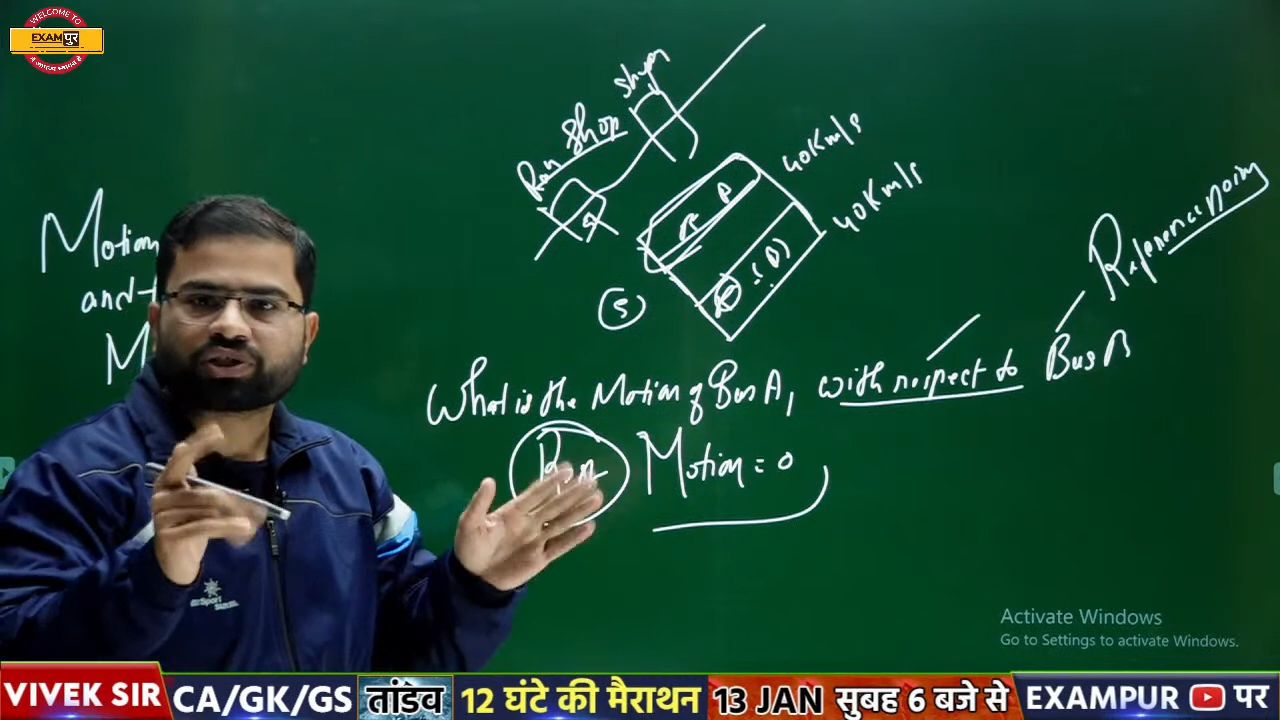 WELCOME TO
EXAMपुर
Shyam
Ram Shop
40Km/s
40Km/s
A
S
Motion
and
M
Reference Point
What is the Motion of Bus A, with respect to Bus B
Motion = 0
Activate Windows
Go to Settings to activate Windows.
VIVEK SIR
CA/GK/GS
तांडव
12 घंटे की मैराथन
13 JAN सुबह 6 बजे से
EXAMPUR पर